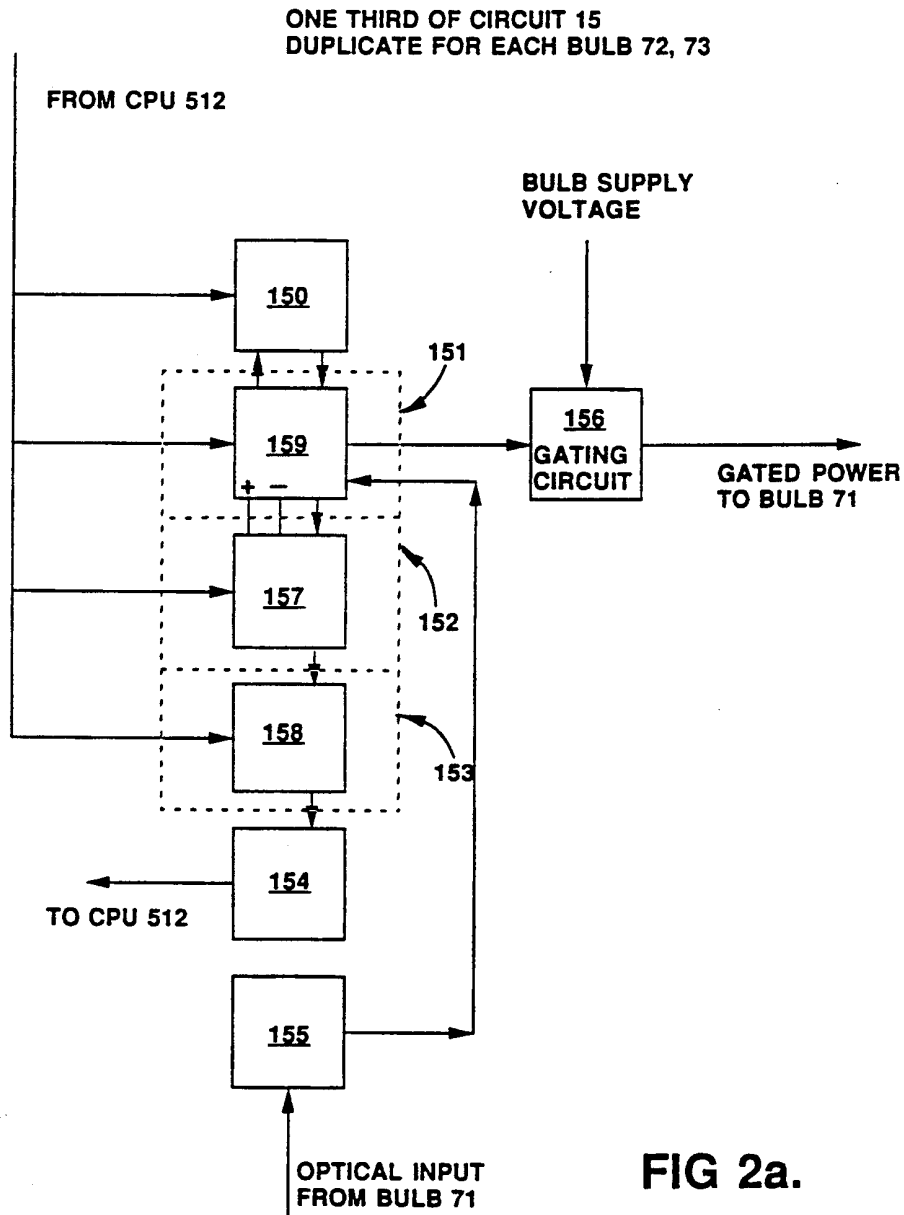 ONE THIRD OF CIRCUIT 15
DUPLICATE FOR EACH BULB 72, 73
FROM CPU 512
BULB SUPPLY
VOLTAGE
150
151
159
+ −
156
GATING
CIRCUIT
GATED POWER
TO BULB 71
157
152
158
153
154
TO CPU 512
155
OPTICAL INPUT
FROM BULB 71
FIG 2a.